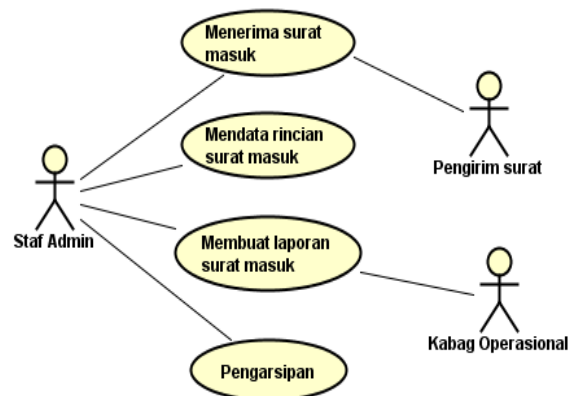 Menerima surat
masuk
Mendata rincian
surat masuk
Pengirim surat
Staf Admin
Membuat laporan
surat masuk
Kabag Operasional
Pengarsipan